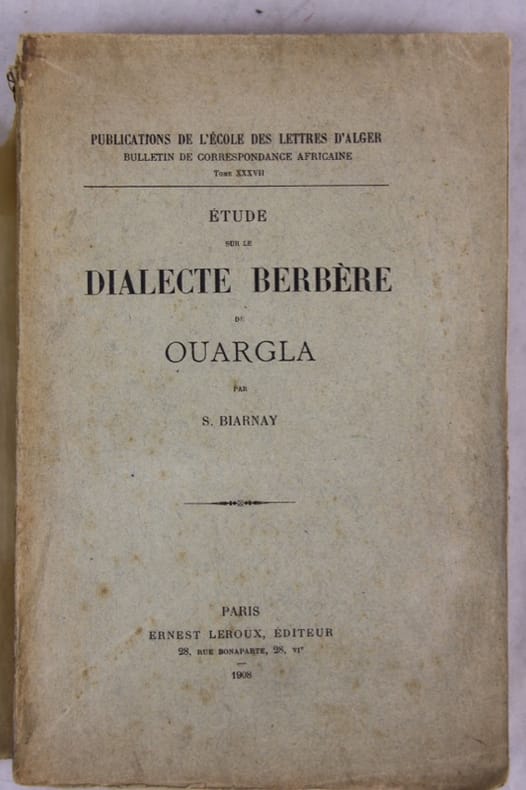 PUBLICATIONS DE L'ÉCOLE DES LETTRES D'ALGER
BULLETIN DE CORRESPONDANCE AFRICAINE
TOME XXXVII
ÉTUDE
SUR LE
DIALECTE BERBÈRE
DE
OUARGLA
PAR
S. BIARNAY
PARIS
ERNEST LEROUX, ÉDITEUR
28, RUE BONAPARTE, 28, VIᵉ
1908